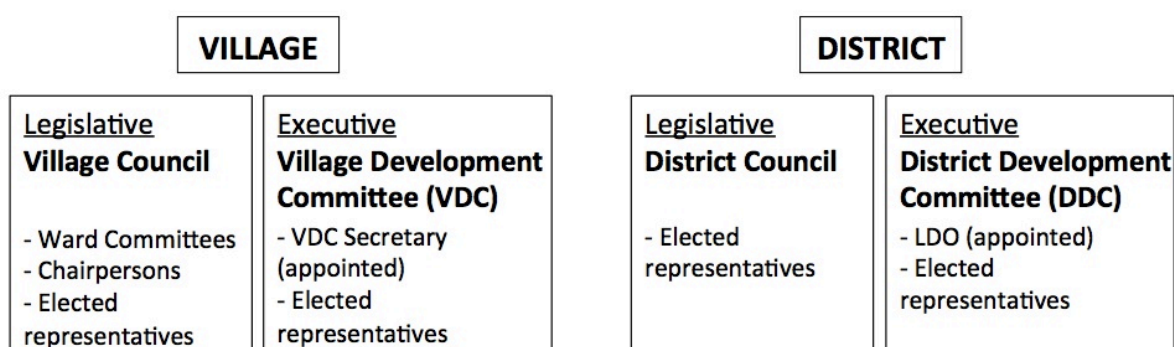 VILLAGE
Legislative
Village Council
- Ward Committees
- Chairpersons
- Elected
representatives
Executive
Village Development
Committee (VDC)
- VDC Secretary
(appointed)
- Elected
representatives
DISTRICT
Legislative
District Council
- Elected
representatives
Executive
District Development
Committee (DDC)
- LDO (appointed)
- Elected
representatives